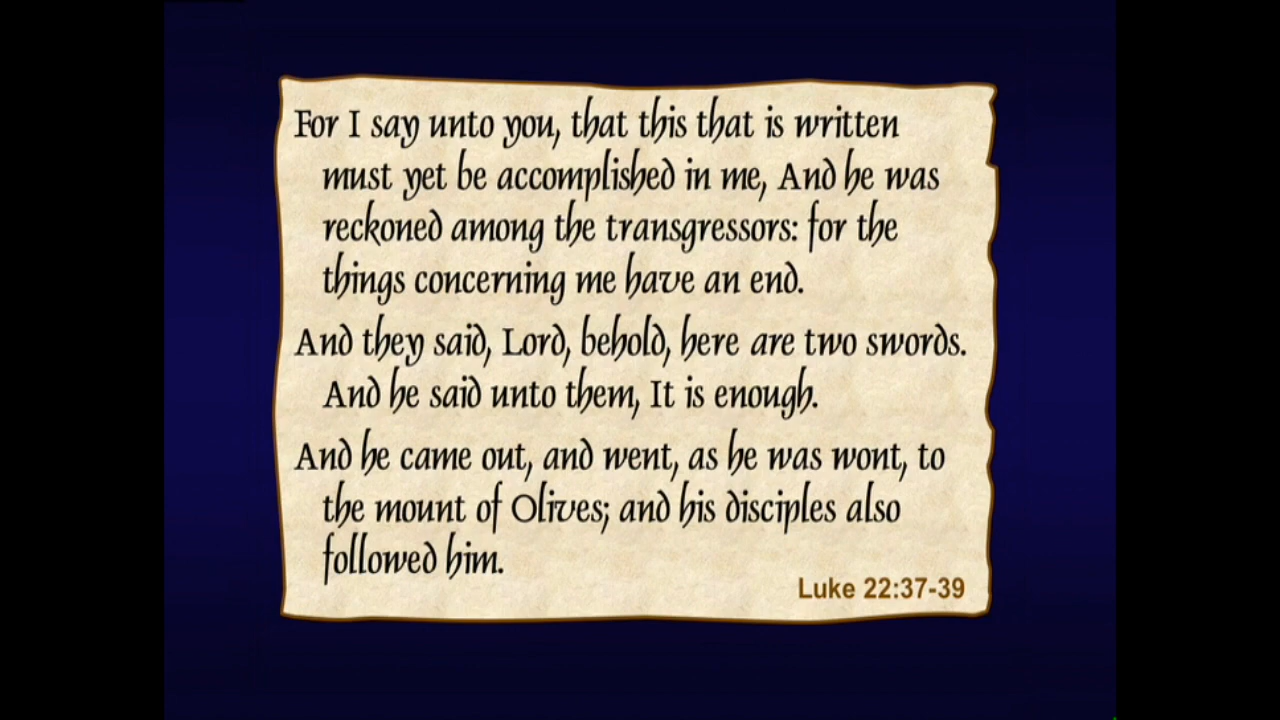 For I say unto you, that this that is written
must yet be accomplished in me, And he was
reckoned among the transgressors: for the
things concerning me have an end.
And they said, Lord, behold, here are two swords.
And he said unto them, It is enough.
And he came out, and went, as he was wont, to
the mount of Olives; and his disciples also
followed him.
Luke 22:37-39